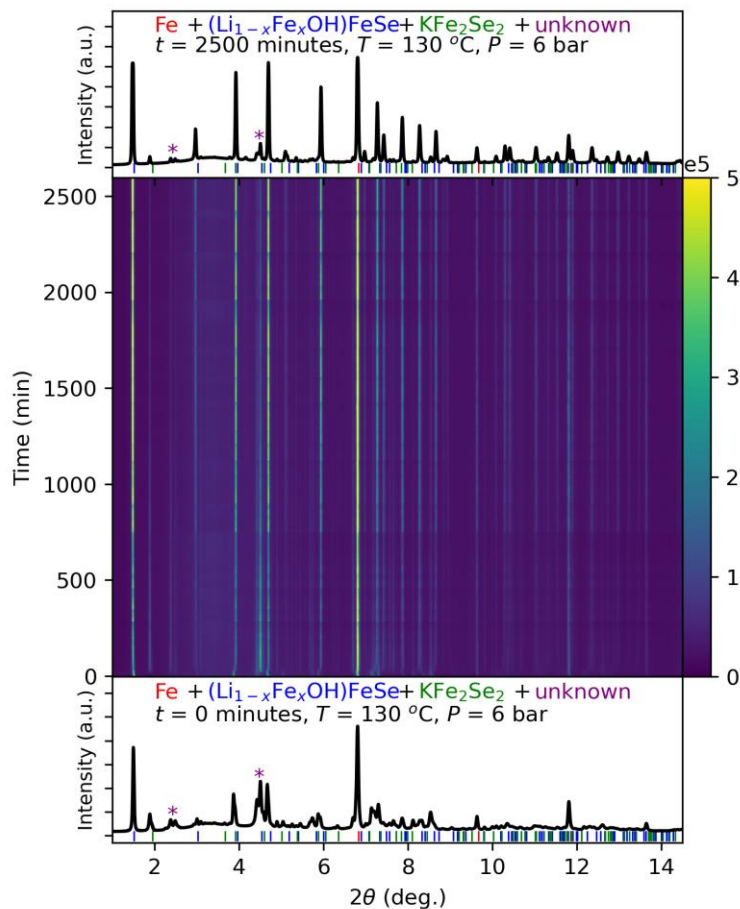 Fe + (Li₁₋ₓFeₓOH)FeSe+ KFe₂Se₂ + unknown
t = 2500 minutes, T = 130 °C, P = 6 bar
Intensity (a.u.)
*
*
1e5
2500
2000
1500
1000
500
0
Time (min)
5
4
3
2
1
0
Fe + (Li₁₋ₓFeₓOH)FeSe+ KFe₂Se₂ + unknown
t = 0 minutes, T = 130 °C, P = 6 bar
Intensity (a.u.)
*
*
2 4 6 8 10 12 14
2θ (deg.)